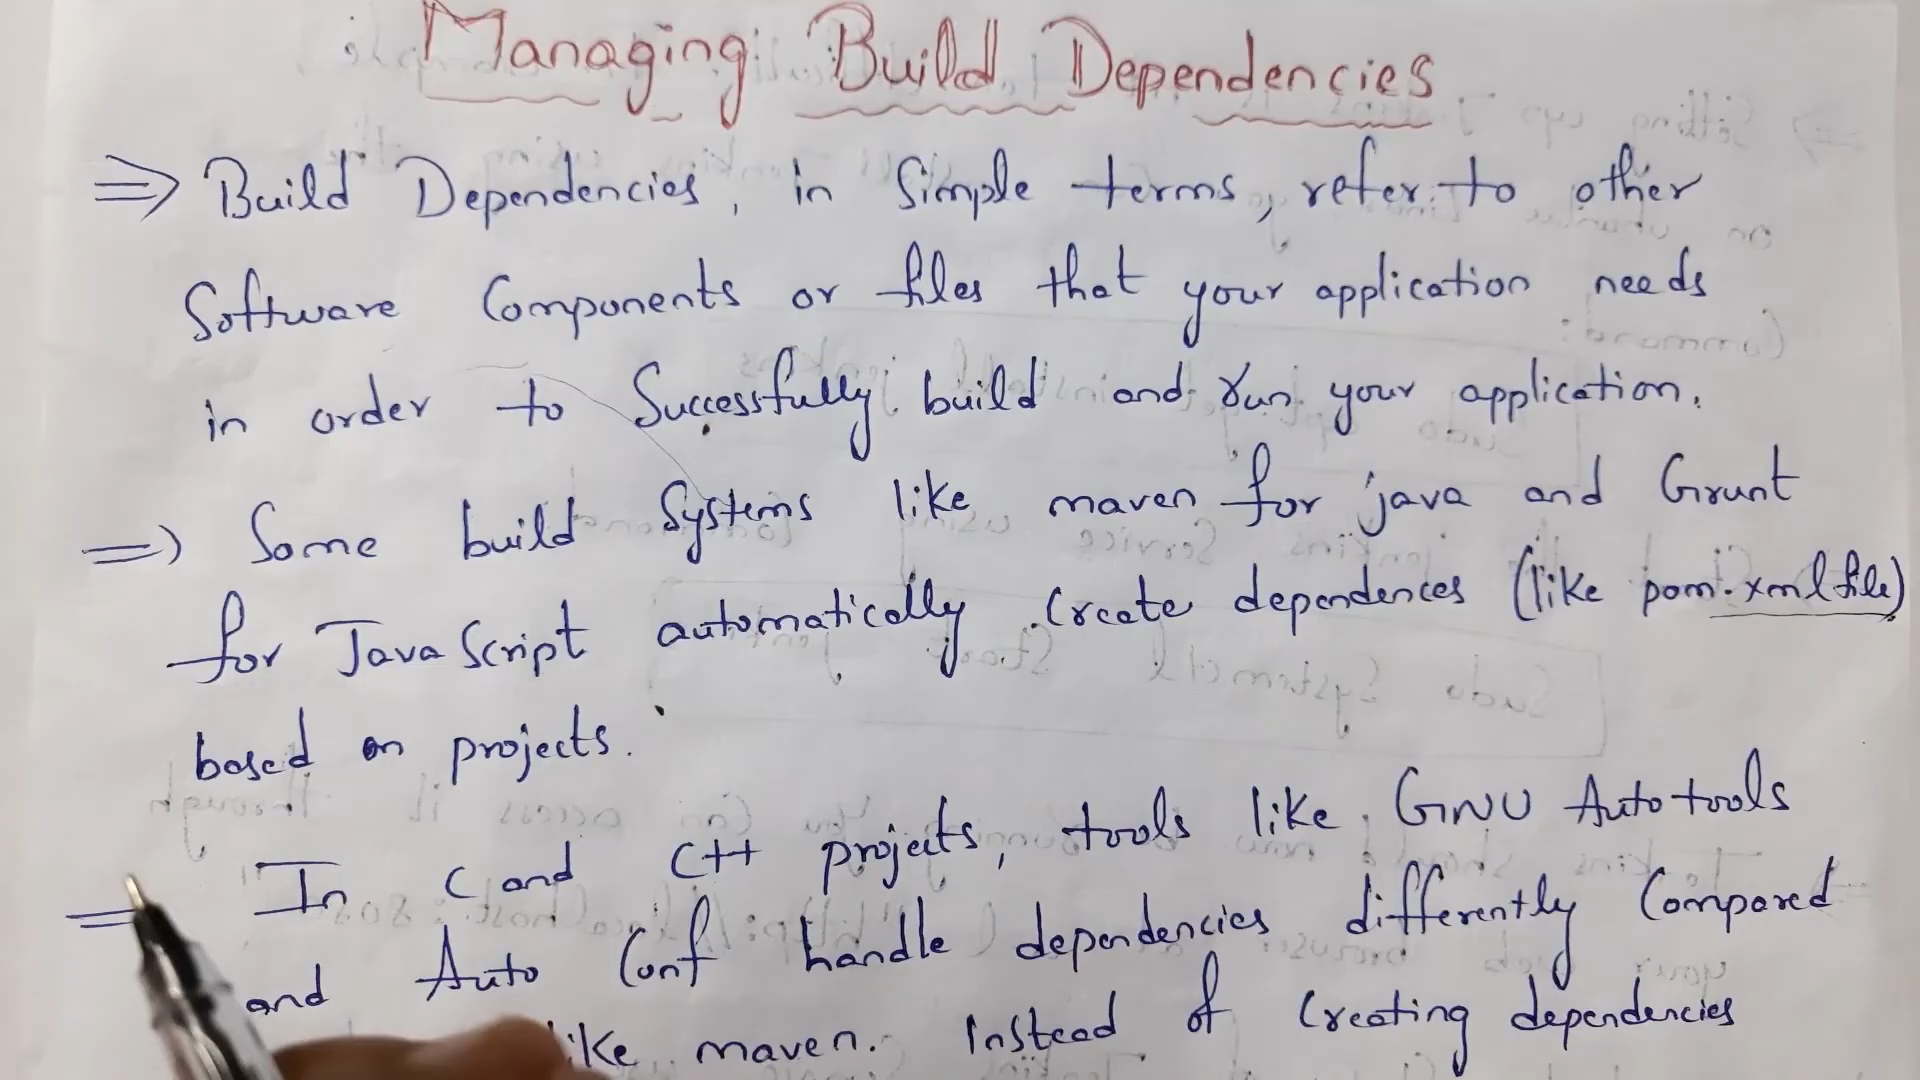 Managing Build Dependencies
=> Build Dependencies, in simple terms, refer to other
Software Components or files that your application needs
in order to Successfully build and run your application.
=> Some build Systems like maven for java and Grunt
for JavaScript automatically Create dependences (like pom.xml file)
based on projects.
=> In C and C++ projects, tools like GNU Autotools
and Auto Conf handle dependencies differently Compared
like maven. Instead of Creating dependencies